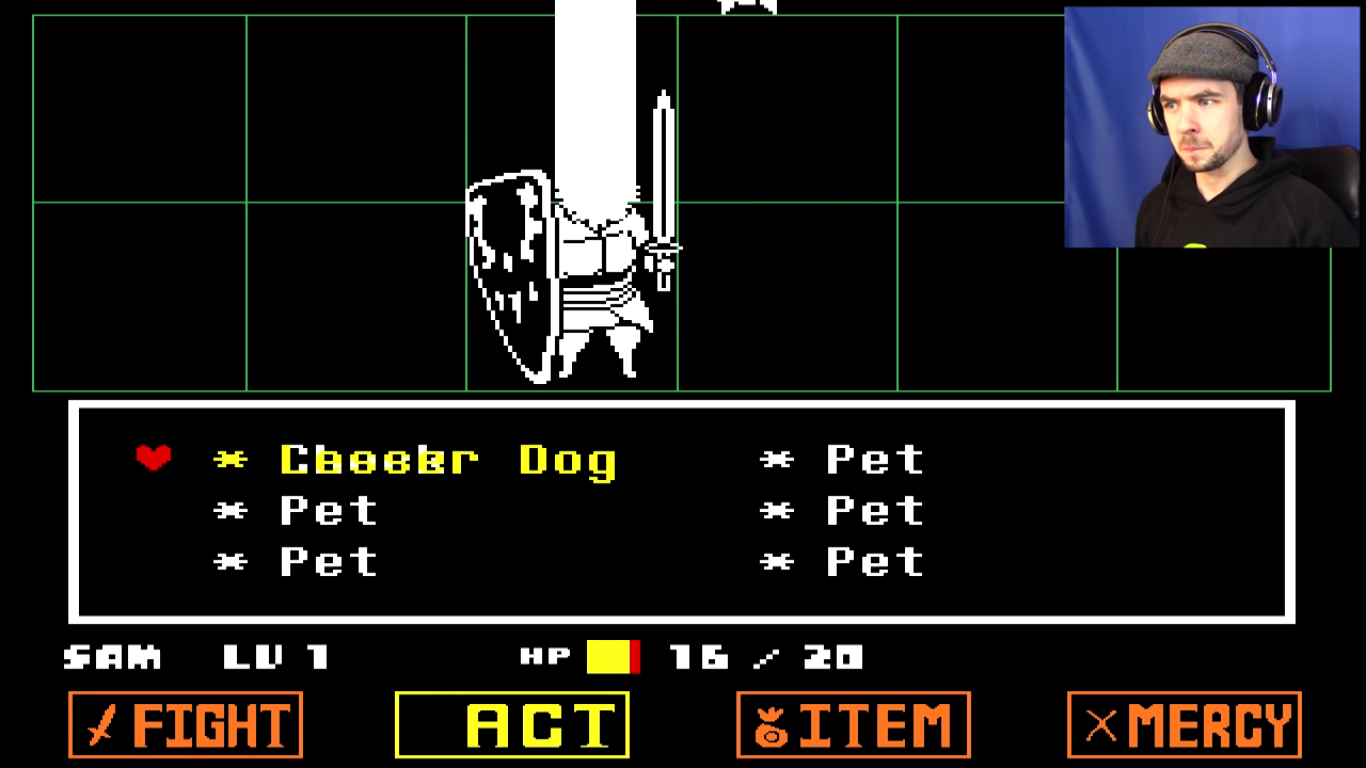 * Dog * Pet
* Pet * Pet
* Pet * Pet
SAM LV 1 HP 16 / 20
FIGHT ACT ITEM MERCY